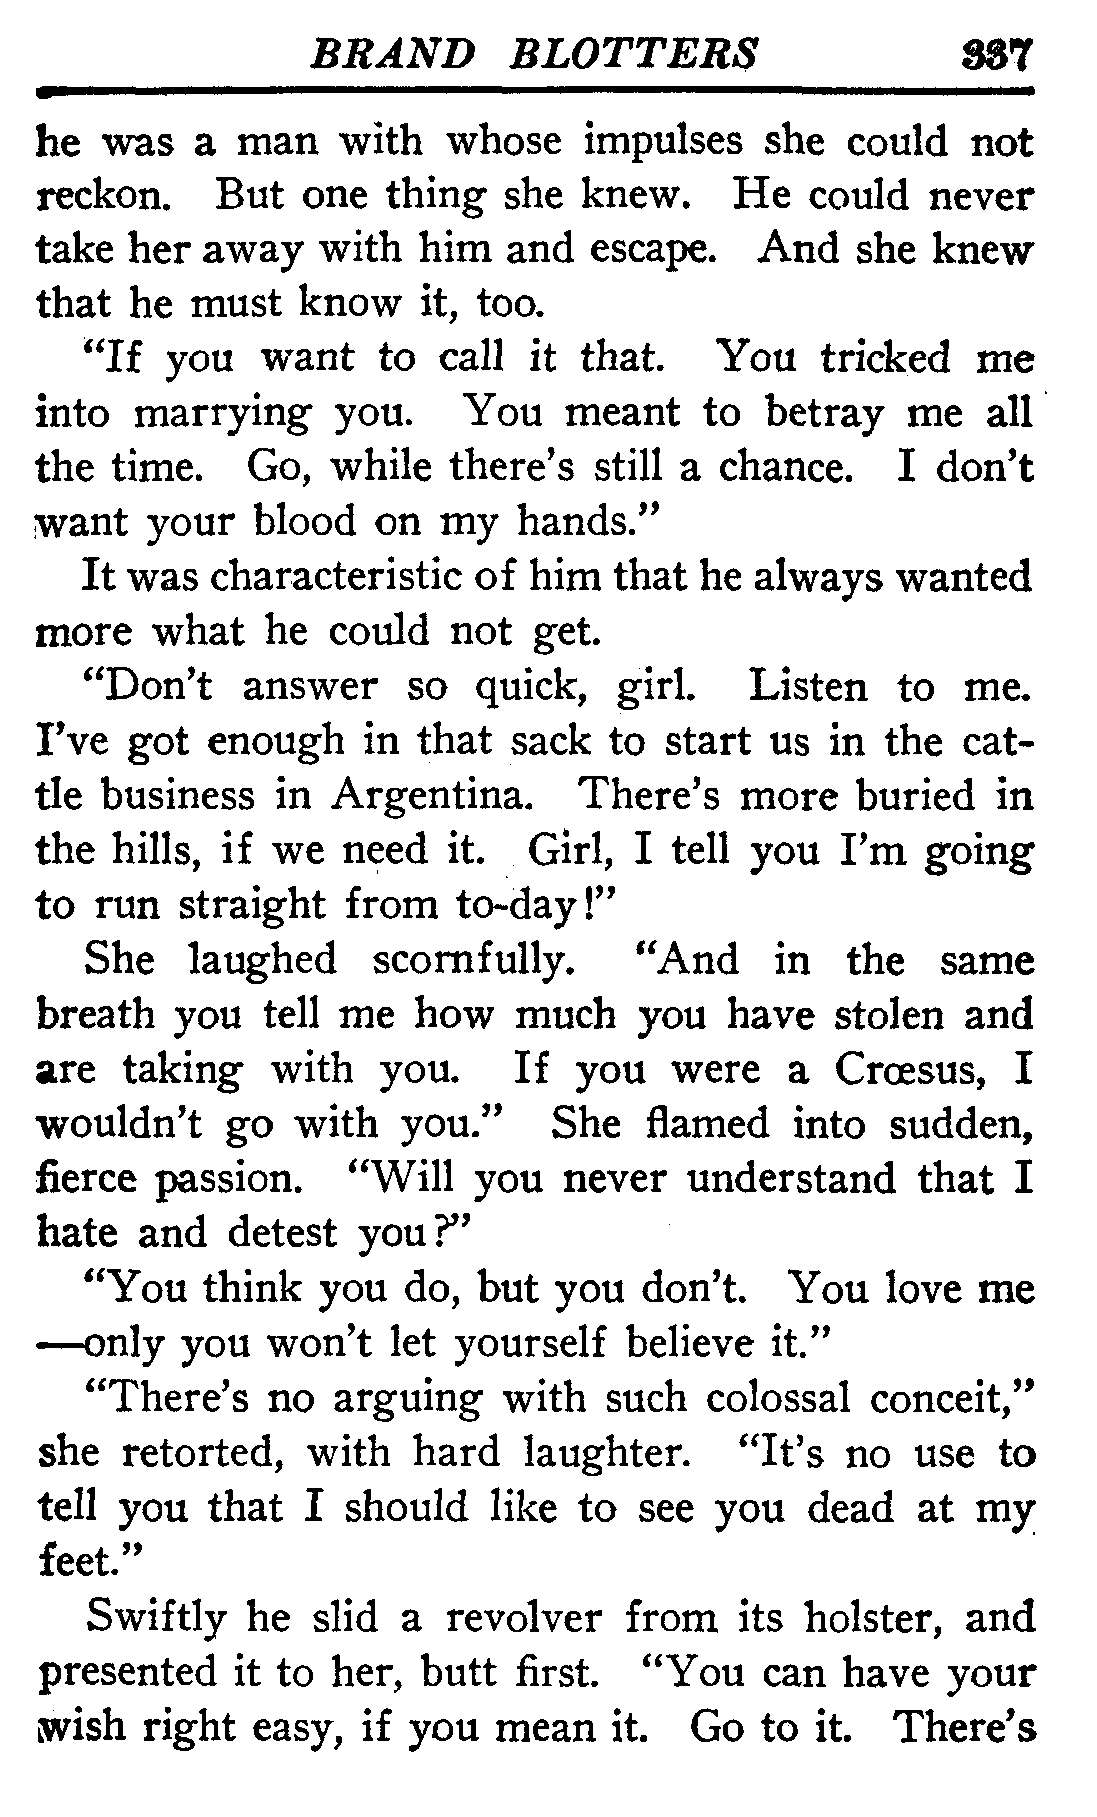 BRAND BLOTTERS 337
he was a man with whose impulses she could not
reckon. But one thing she knew. He could never
take her away with him and escape. And she knew
that he must know it, too.
"If you want to call it that. You tricked me
into marrying you. You meant to betray me all
the time. Go, while there's still a chance. I don't
want your blood on my hands."
It was characteristic of him that he always wanted
more what he could not get.
"Don't answer so quick, girl. Listen to me.
I've got enough in that sack to start us in the cat-
tle business in Argentina. There's more buried in
the hills, if we need it. Girl, I tell you I'm going
to run straight from to-day!"
She laughed scornfully. "And in the same
breath you tell me how much you have stolen and
are taking with you. If you were a Crœsus, I
wouldn't go with you." She flamed into sudden,
fierce passion. "Will you never understand that I
hate and detest you?"
"You think you do, but you don't. You love me
—only you won't let yourself believe it."
"There's no arguing with such colossal conceit,"
she retorted, with hard laughter. "It's no use to
tell you that I should like to see you dead at my
feet."
Swiftly he slid a revolver from its holster, and
presented it to her, butt first. "You can have your
wish right easy, if you mean it. Go to it. There's